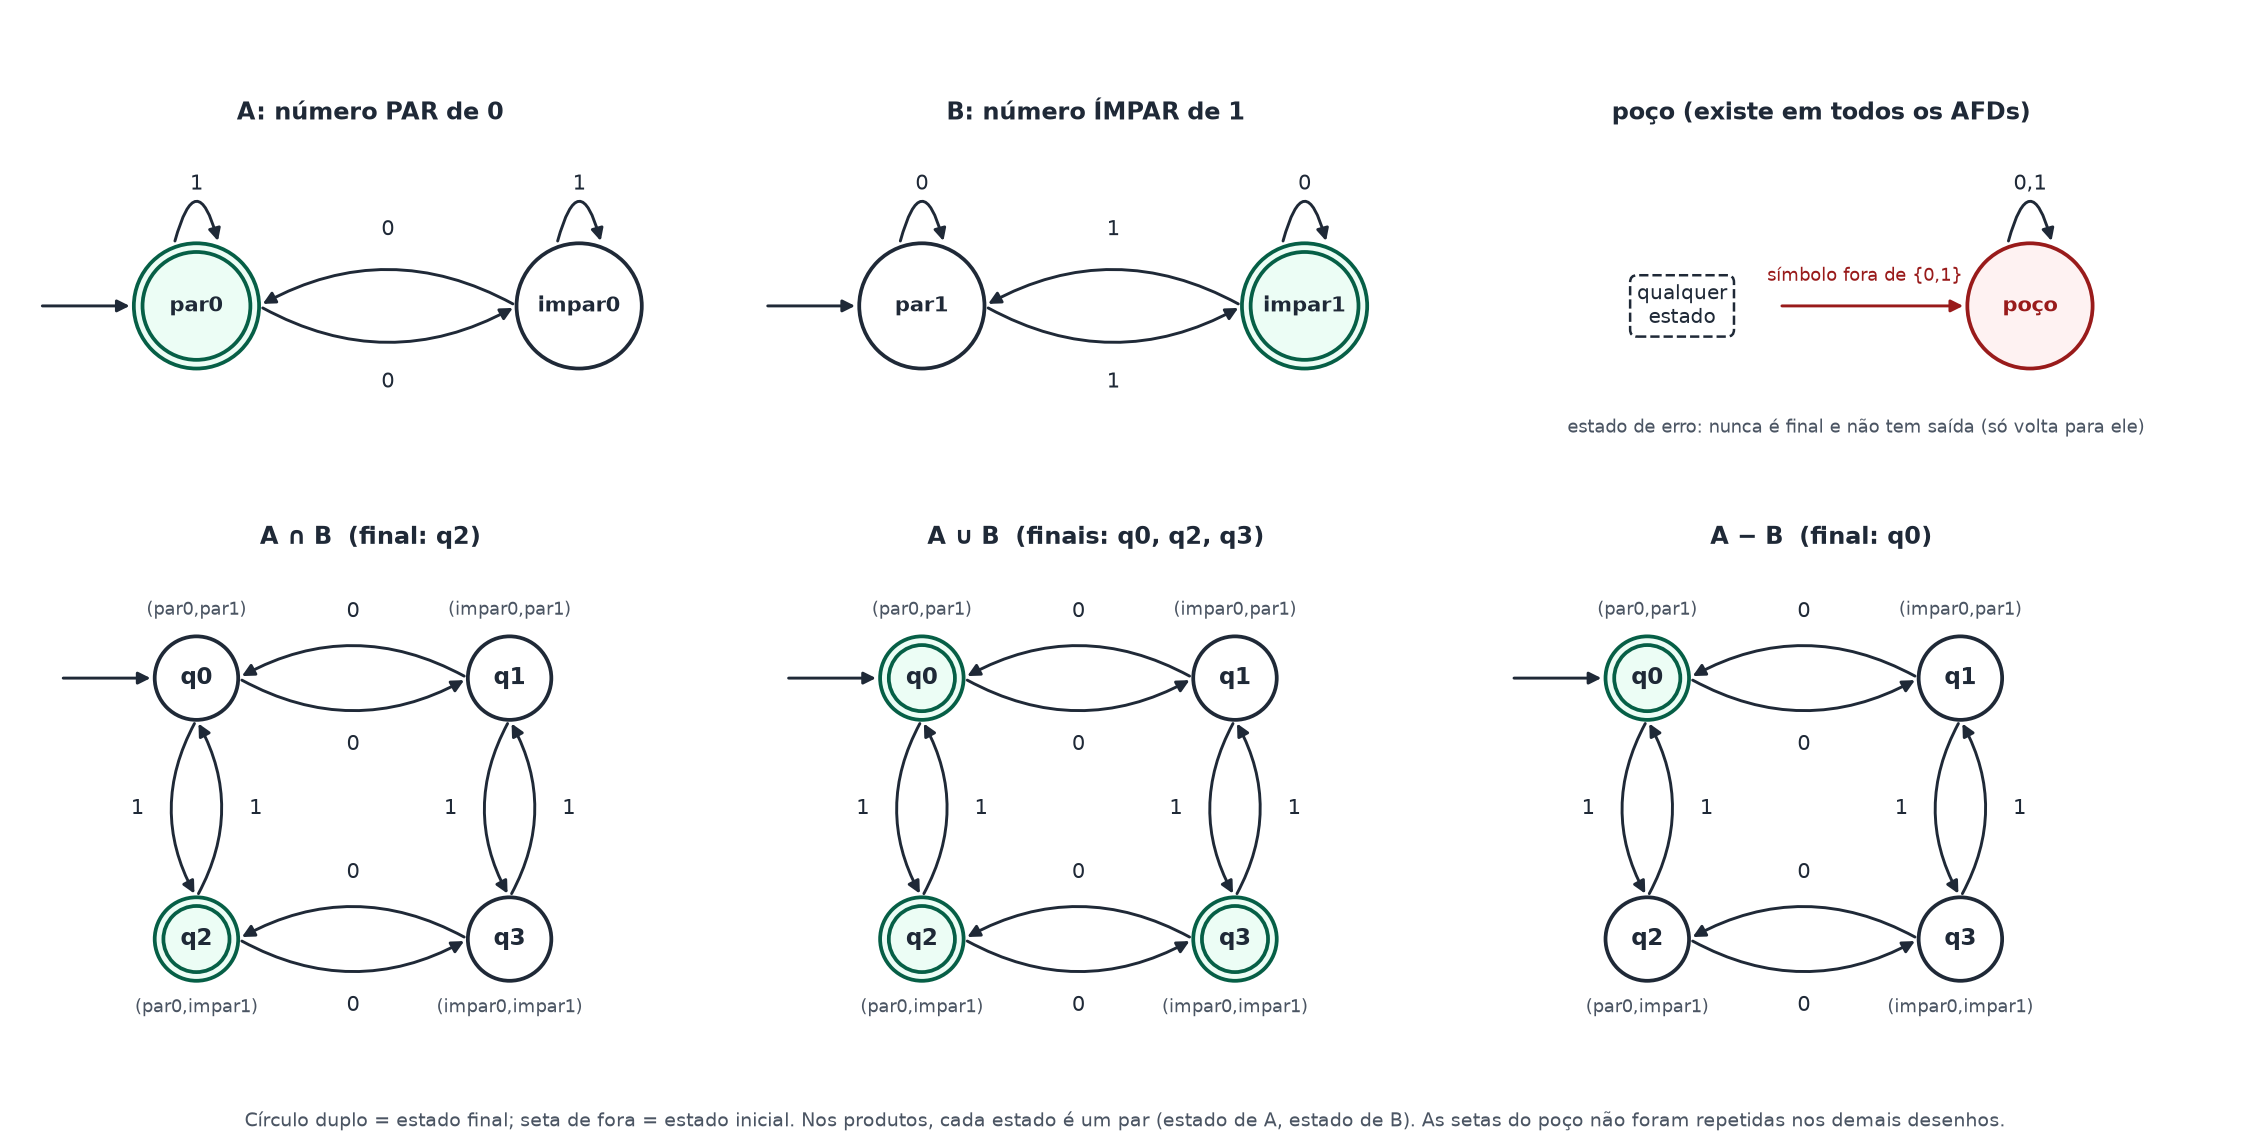 A: número PAR de 0
B: número ÍMPAR de 1
poço (existe em todos os AFDs)
1
1
0
par0
impar0
0
0
0
1
par1
impar1
1
0,1
símbolo fora de {0,1}
qualquer
estado
poço
estado de erro: nunca é final e não tem saída (só volta para ele)
A ∩ B  (final: q2)
A ∪ B  (finais: q0, q2, q3)
A − B  (final: q0)
(par0,par1)
0
(impar0,par1)
q0
q1
0
1
1
1
1
0
q2
q3
(par0,impar1)
0
(impar0,impar1)
(par0,par1)
0
(impar0,par1)
q0
q1
0
1
1
1
1
0
q2
q3
(par0,impar1)
0
(impar0,impar1)
(par0,par1)
0
(impar0,par1)
q0
q1
0
1
1
1
1
0
q2
q3
(par0,impar1)
0
(impar0,impar1)
Círculo duplo = estado final; seta de fora = estado inicial. Nos produtos, cada estado é um par (estado de A, estado de B). As setas do poço não foram repetidas nos demais desenhos.